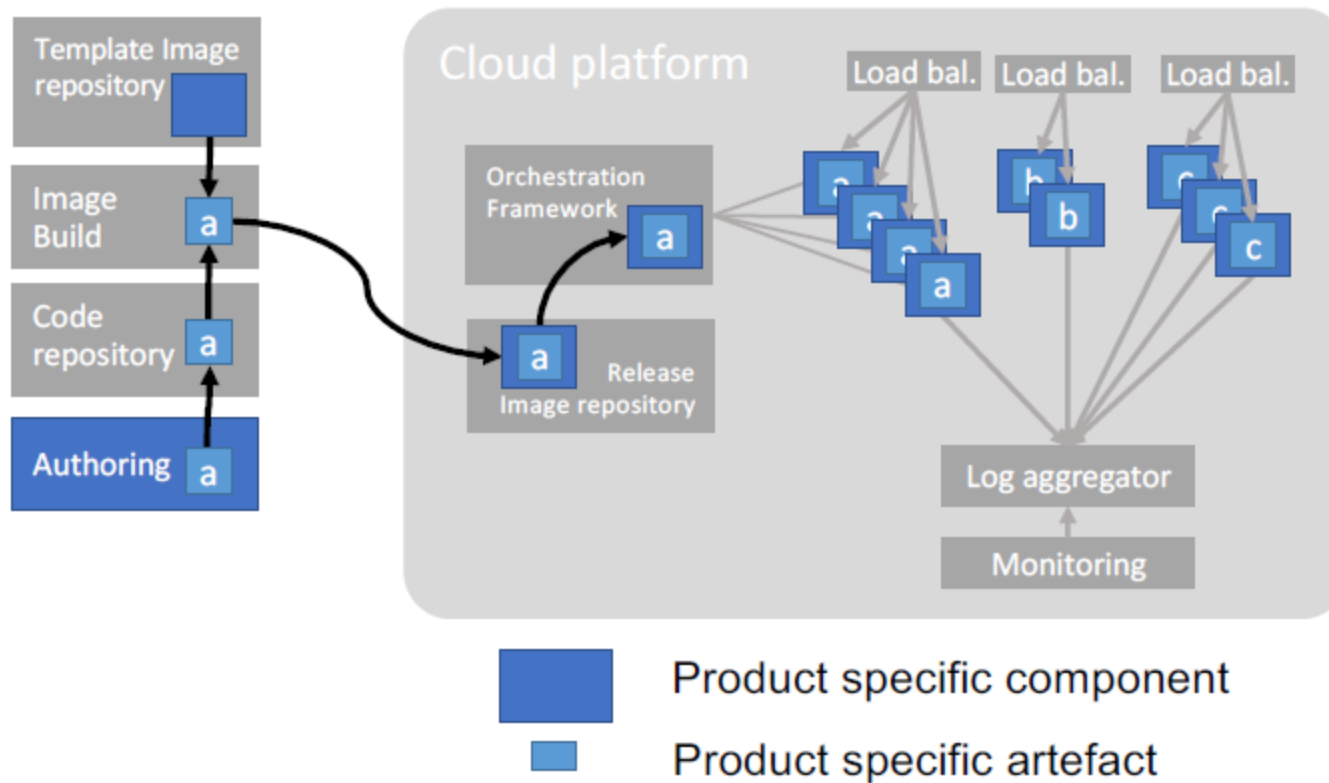 Template Image
repository
Image
Build
a
Code
repository
a
Authoring
a
Cloud platform
Orchestration
Framework
a
a
Release
Image repository
Load bal.
Load bal.
Load bal.
a
a
a
a
b
b
c
c
c
Log aggregator
Monitoring
Product specific component
Product specific artefact